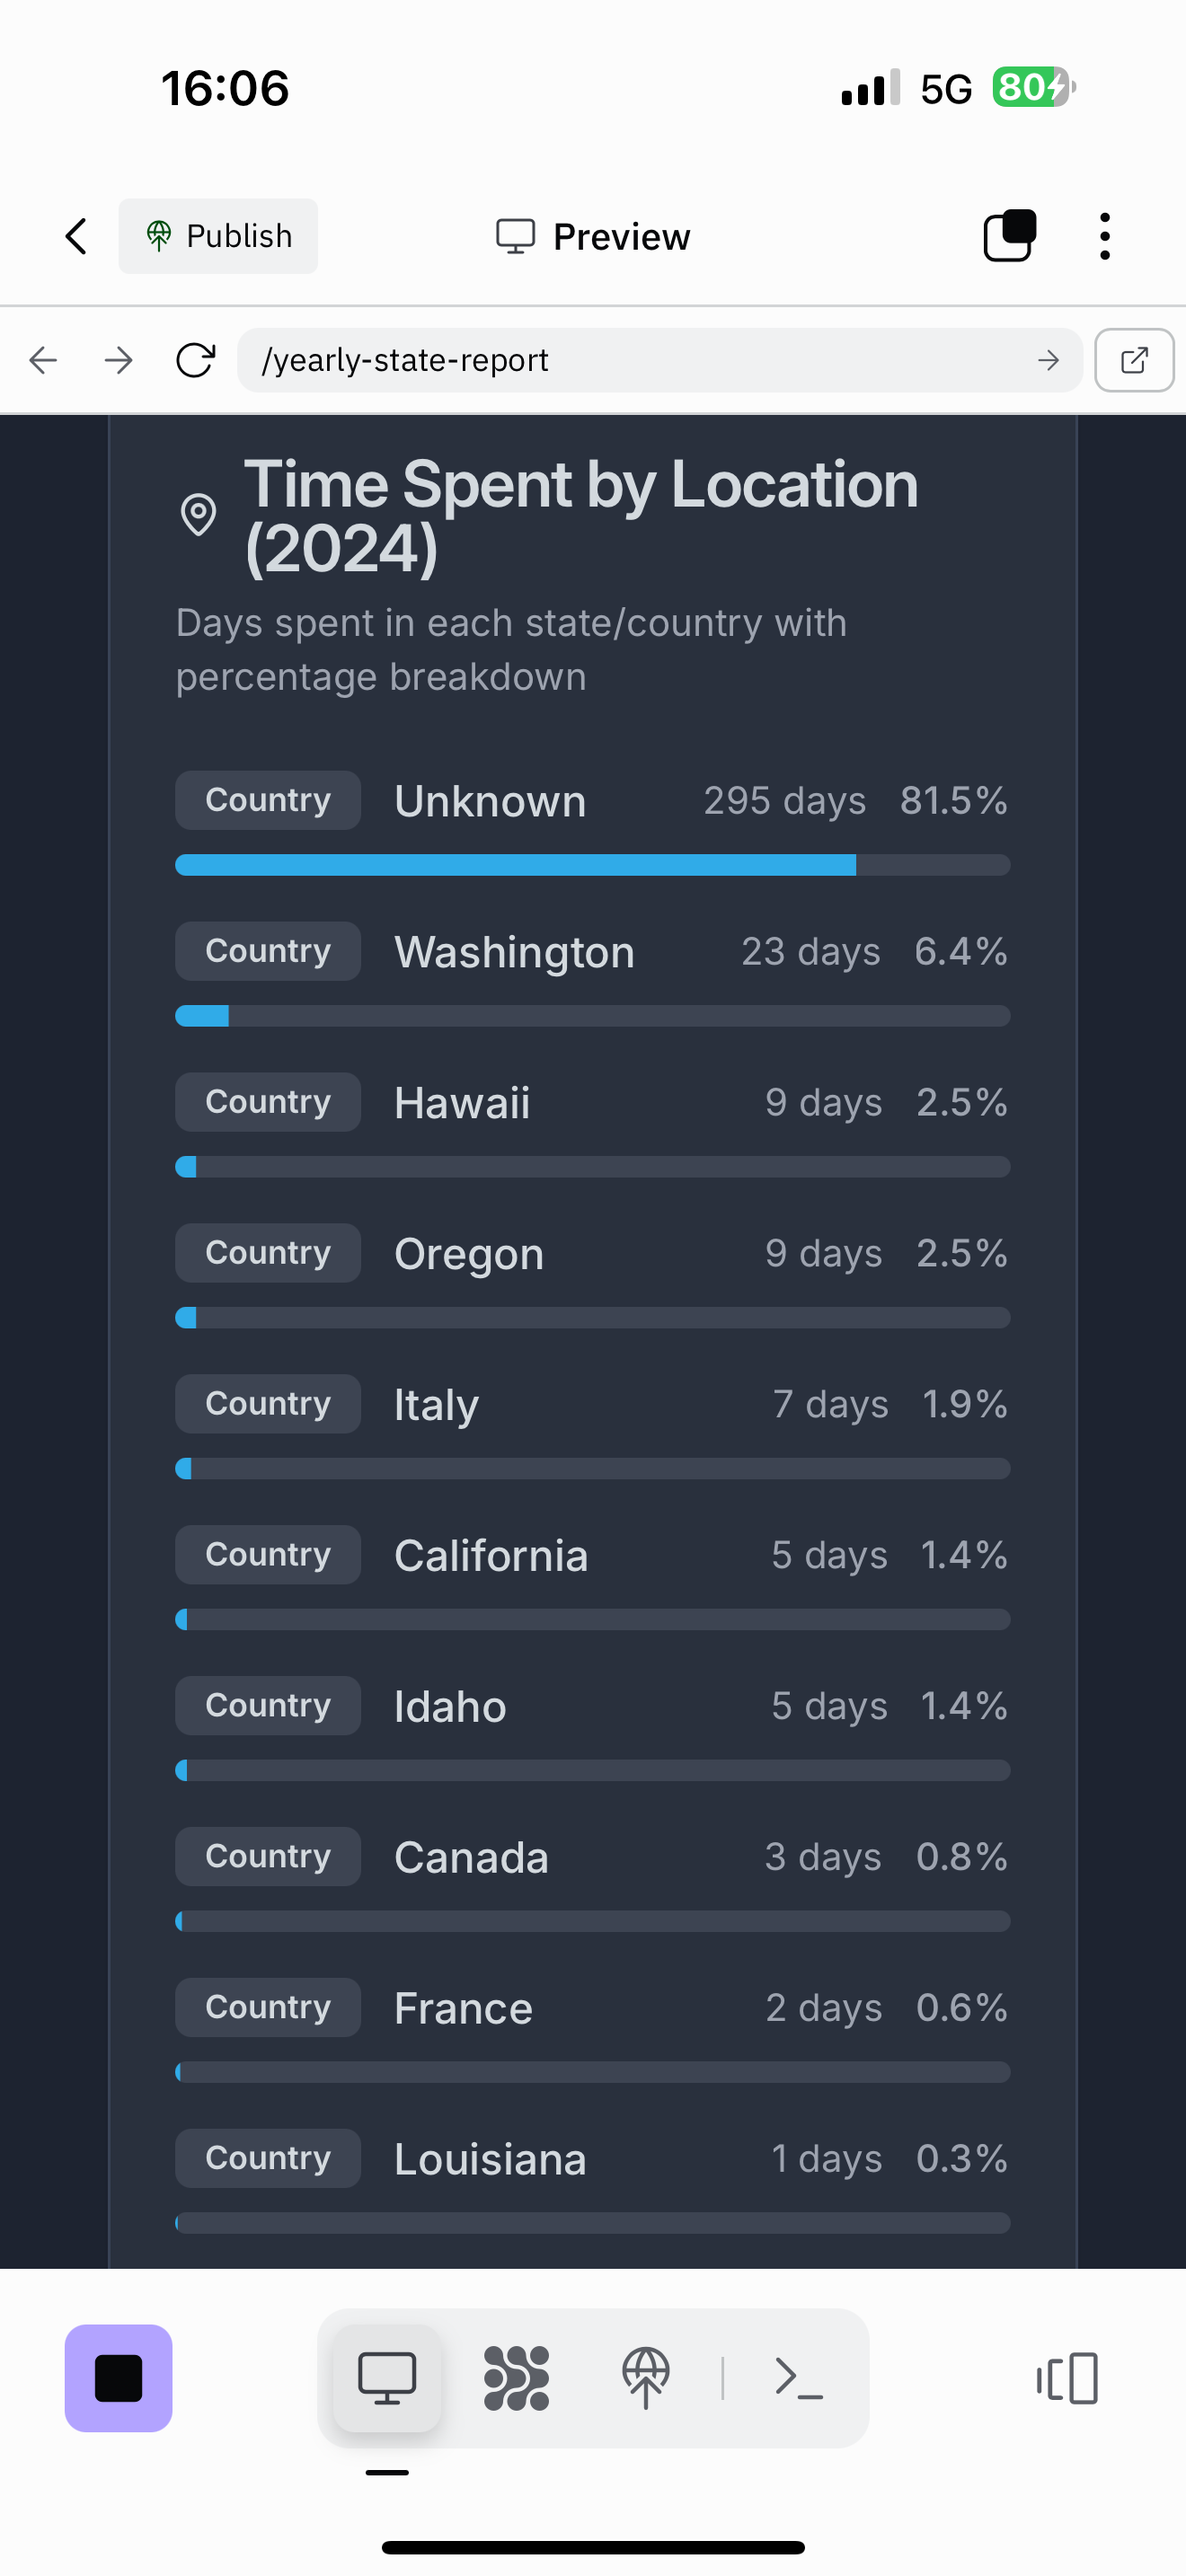 16:06
5G
80
Publish
Preview
/yearly-state-report
Time Spent by Location
(2024)
Days spent in each state/country with
percentage breakdown
Country Unknown 295 days 81.5%
Country Washington 23 days 6.4%
Country Hawaii 9 days 2.5%
Country Oregon 9 days 2.5%
Country Italy 7 days 1.9%
Country California 5 days 1.4%
Country Idaho 5 days 1.4%
Country Canada 3 days 0.8%
Country France 2 days 0.6%
Country Louisiana 1 days 0.3%